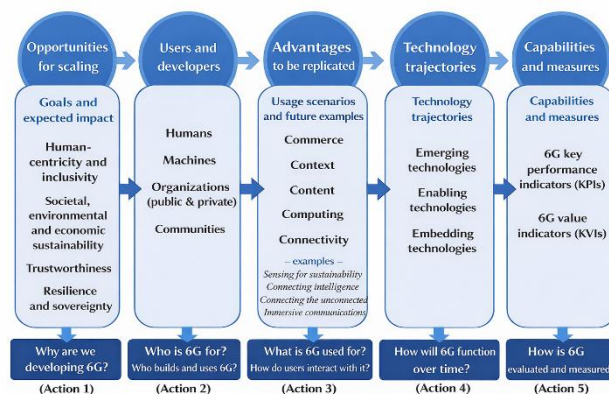 Opportunities
for scaling
Goals and
expected impact
Human-
centricity and
inclusivity
Societal,
environmental
and economic
sustainability
Trustworthiness
Resilience
and sovereignty
Why are we
developing 6G?
(Action 1)
Users and
developers
Humans
Machines
Organizations
(public & private)
Communities
Who is 6G for?
Who builds and uses 6G?
(Action 2)
Advantages
to be replicated
Usage scenarios
and future examples
Commerce
Context
Content
Computing
Connectivity
– examples –
Sensing for sustainability
Connecting intelligence
Connecting the unconnected
Immersive communications
What is 6G used for?
How do users interact with it?
(Action 3)
Technology
trajectories
Technology
trajectories
Emerging
technologies
Enabling
technologies
Embedding
technologies
How will 6G function
over time?
(Action 4)
Capabilities
and measures
Capabilities
and measures
6G key
performance
indicators (KPIs)
6G value
indicators (KVIs)
How is 6G
evaluated and measured?
(Action 5)